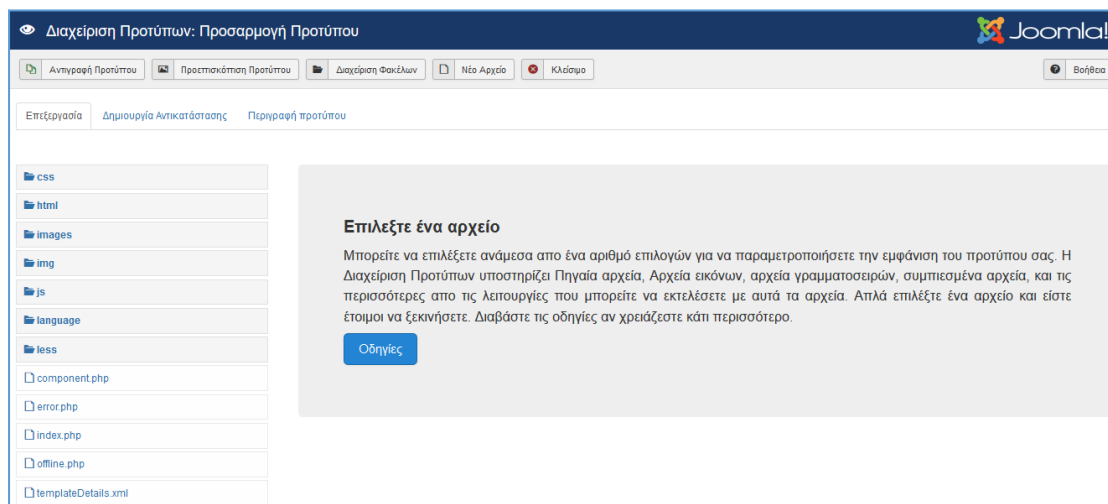 Διαχείριση Προτύπων: Προσαρμογή Προτύπου
Joomla!
Αντιγραφή Προτύπου Προεπισκόπιση Προτύπου Διαχείριση Φακέλων Νέο Αρχείο Κλείσιμο Βοήθεια
Επεξεργασία Δημιουργία Αντικατάστασης Περιγραφή προτύπου
css
html
images
img
js
language
less
component.php
error.php
index.php
offline.php
templateDetails.xml
Επιλεξτε ένα αρχείο
Μπορείτε να επιλέξετε ανάμεσα απο ένα αριθμό επιλογών για να παραμετροποιήσετε την εμφάνιση του προτύπου σας. Η
Διαχείριση Προτύπων υποστηρίζει Πηγαία αρχεία, Αρχεία εικόνων, αρχεία γραμματοσειρών, συμπιεσμένα αρχεία, και τις
περισσότερες απο τις λειτουργίες που μπορείτε να εκτελέσετε με αυτά τα αρχεία. Απλά επιλέξτε ένα αρχείο και είστε
έτοιμοι να ξεκινήσετε. Διαβάστε τις οδηγίες αν χρειάζεστε κάτι περισσότερο.
Οδηγίες